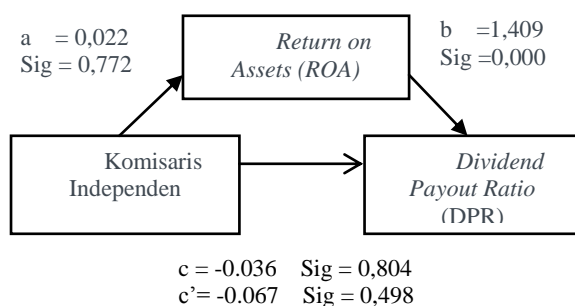 a = 0,022
Sig = 0,772
Return on
Assets (ROA)
b =1,409
Sig =0,000
Komisaris
Independen
Dividend
Payout Ratio
(DPR)
c = -0.036 Sig = 0,804
c’= -0.067 Sig = 0,498